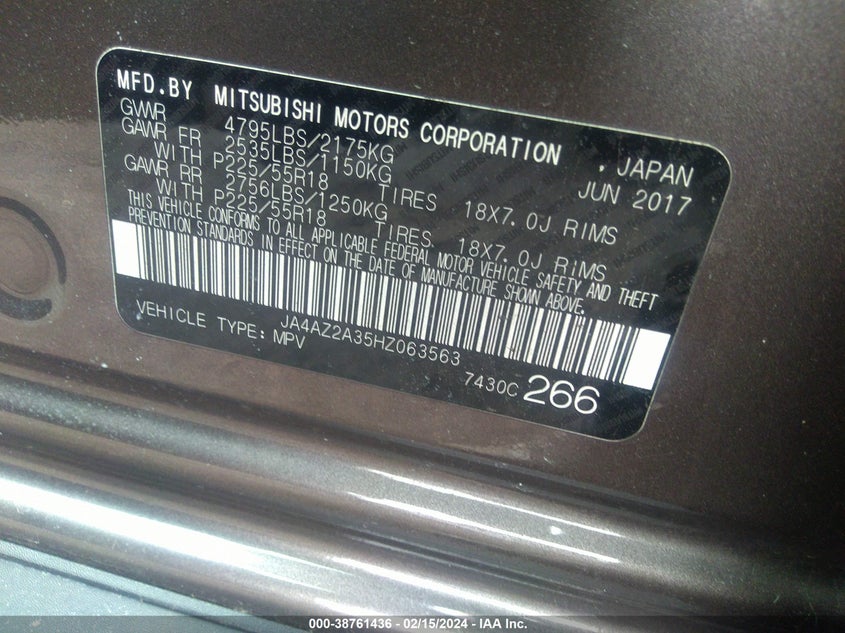 MFD.BY MITSUBISHI MOTORS CORPORATION , JAPAN
GVWR 4795LBS/2175KG JUN 2017
GAWR FR 2535LBS/1150KG
WITH P225/55R18 TIRES 18X7.0J RIMS
GAWR RR 2756LBS/1250KG
WITH P225/55R18 TIRES 18X7.0J RIMS
THIS VEHICLE CONFORMS TO ALL APPLICABLE FEDERAL MOTOR VEHICLE SAFETY AND THEFT
PREVENTION STANDARDS IN EFFECT ON THE DATE OF MANUFACTURE SHOWN ABOVE.
JA4AZ2A35HZ063563
VEHICLE TYPE: MPV
7430C 266
000-38761436 - 02/15/2024 - IAA Inc.